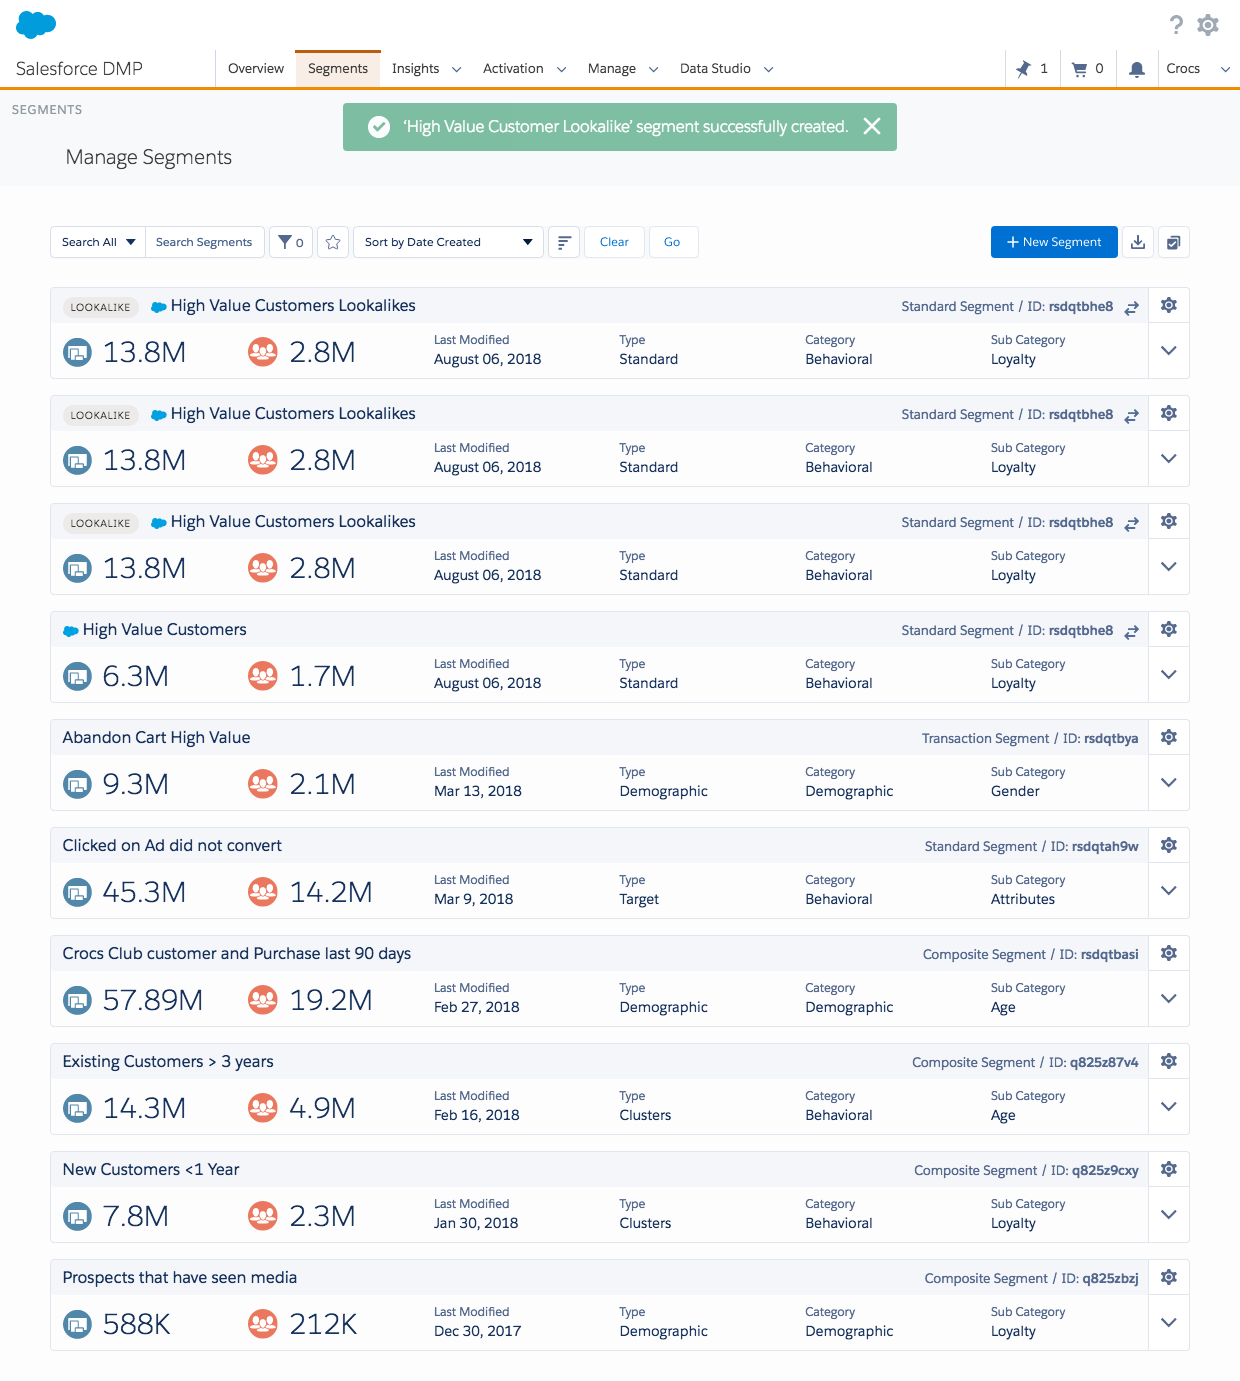 Salesforce DMP
Overview Segments Insights Activation Manage Data Studio 1 0 Crocs
SEGMENTS
‘High Value Customer Lookalike’ segment successfully created.
Manage Segments
Search All Search Segments 0 Sort by Date Created Clear Go + New Segment
LOOKALIKE High Value Customers Lookalikes Standard Segment / ID: rsdqtbhe8
13.8M 2.8M
Last Modified Type Category Sub Category
August 06, 2018 Standard Behavioral Loyalty
LOOKALIKE High Value Customers Lookalikes Standard Segment / ID: rsdqtbhe8
13.8M 2.8M
Last Modified Type Category Sub Category
August 06, 2018 Standard Behavioral Loyalty
LOOKALIKE High Value Customers Lookalikes Standard Segment / ID: rsdqtbhe8
13.8M 2.8M
Last Modified Type Category Sub Category
August 06, 2018 Standard Behavioral Loyalty
High Value Customers Standard Segment / ID: rsdqtbhe8
6.3M 1.7M
Last Modified Type Category Sub Category
August 06, 2018 Standard Behavioral Loyalty
Abandon Cart High Value Transaction Segment / ID: rsdqtbya
9.3M 2.1M
Last Modified Type Category Sub Category
Mar 13, 2018 Demographic Demographic Gender
Clicked on Ad did not convert Standard Segment / ID: rsdqtah9w
45.3M 14.2M
Last Modified Type Category Sub Category
Mar 9, 2018 Target Behavioral Attributes
Crocs Club customer and Purchase last 90 days Composite Segment / ID: rsdqtbasi
57.89M 19.2M
Last Modified Type Category Sub Category
Feb 27, 2018 Demographic Demographic Age
Existing Customers > 3 years Composite Segment / ID: q825z87v4
14.3M 4.9M
Last Modified Type Category Sub Category
Feb 16, 2018 Clusters Behavioral Age
New Customers <1 Year Composite Segment / ID: q825z9cxy
7.8M 2.3M
Last Modified Type Category Sub Category
Jan 30, 2018 Clusters Behavioral Loyalty
Prospects that have seen media Composite Segment / ID: q825zbzj
588K 212K
Last Modified Type Category Sub Category
Dec 30, 2017 Demographic Demographic Loyalty